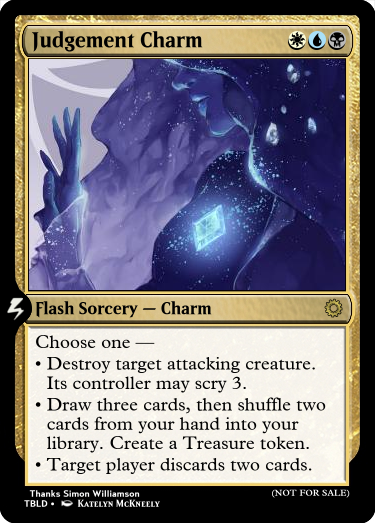 Judgement Charm
Flash Sorcery — Charm
Choose one —
• Destroy target attacking creature.
Its controller may scry 3.
• Draw three cards, then shuffle two
cards from your hand into your
library. Create a Treasure token.
• Target player discards two cards.
Thanks Simon Williamson
(NOT FOR SALE)
TBLD • Katelyn McKneely